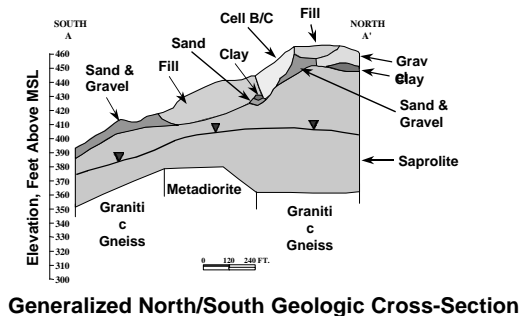 SOUTH
A
NORTH
A'
Cell B/C
Fill
Sand
Clay
Fill
Sand &
Gravel
Grav
el
Clay
Sand &
Gravel
Saprolite
Elevation, Feet Above MSL
460
450
440
430
420
410
400
390
380
370
360
350
340
330
320
310
300
Graniti
c
Gneiss
Metadiorite
Graniti
c
Gneiss
0 120 240 FT.
Generalized North/South Geologic Cross-Section